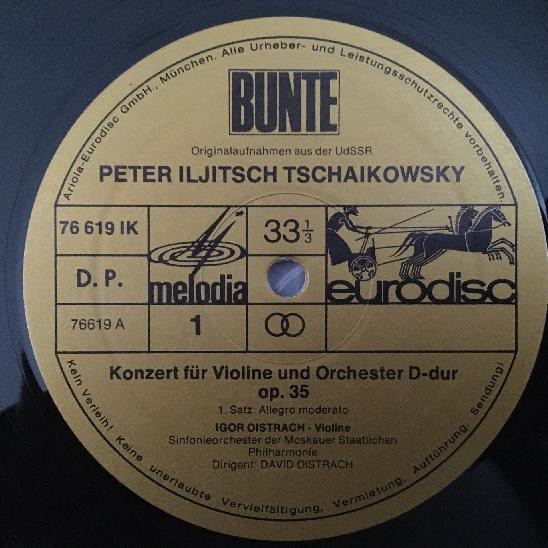 Ariola-Eurodisc GmbH., München. Alle Urheber- und Leistungsschutzrechte vorbehalten.
BUNTE
Originalaufnahmen aus der UdSSR
PETER ILJITSCH TSCHAIKOWSKY
76 619 IK
33 1/3
D. P.
melodia
eurodisc
76619 A
1
Konzert für Violine und Orchester D-dur
op. 35
1. Satz: Allegro moderato
IGOR OISTRACH - Violine
Sinfonieorchester der Moskauer Staatlichen
Philharmonie
Dirigent: DAVID OISTRACH
Kein Verleih! Keine unerlaubte Vervielfältigung, Vermietung, Aufführung, Sendung!